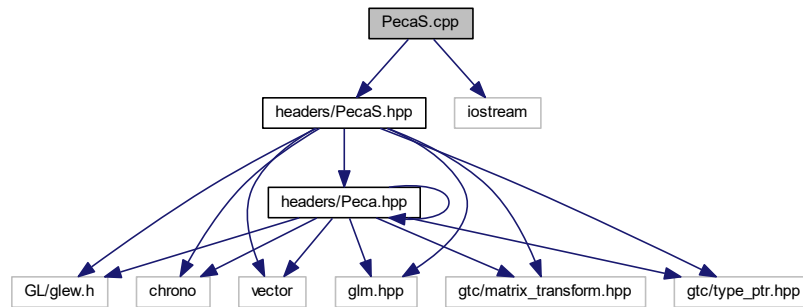 PecaS.cpp
headers/PecaS.hpp
iostream
headers/Peca.hpp
GL/glew.h
chrono
vector
glm.hpp
gtc/matrix_transform.hpp
gtc/type_ptr.hpp